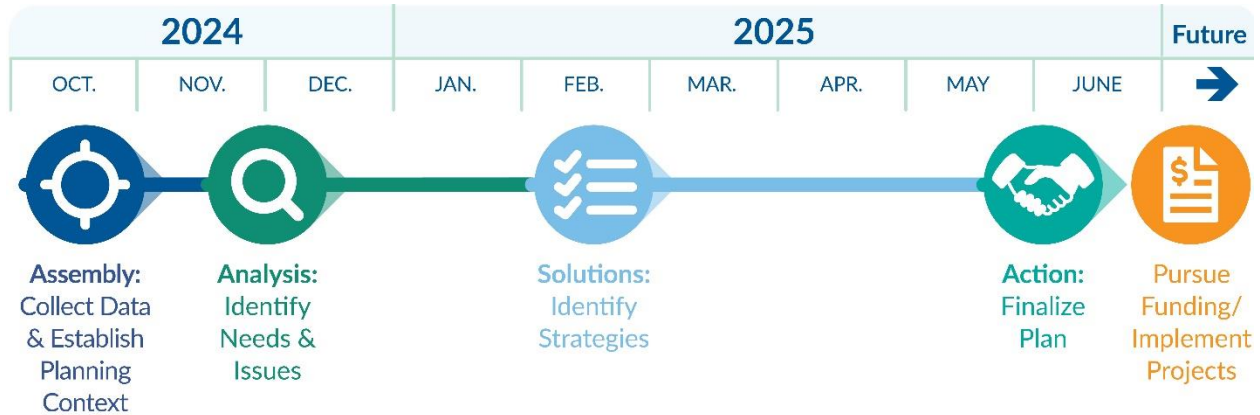 2024
2025
Future
OCT.
NOV.
DEC.
JAN.
FEB.
MAR.
APR.
MAY
JUNE
Assembly:
Collect Data
& Establish
Planning
Context
Analysis:
Identify
Needs &
Issues
Solutions:
Identify
Strategies
Action:
Finalize
Plan
$
Pursue
Funding/
Implement
Projects